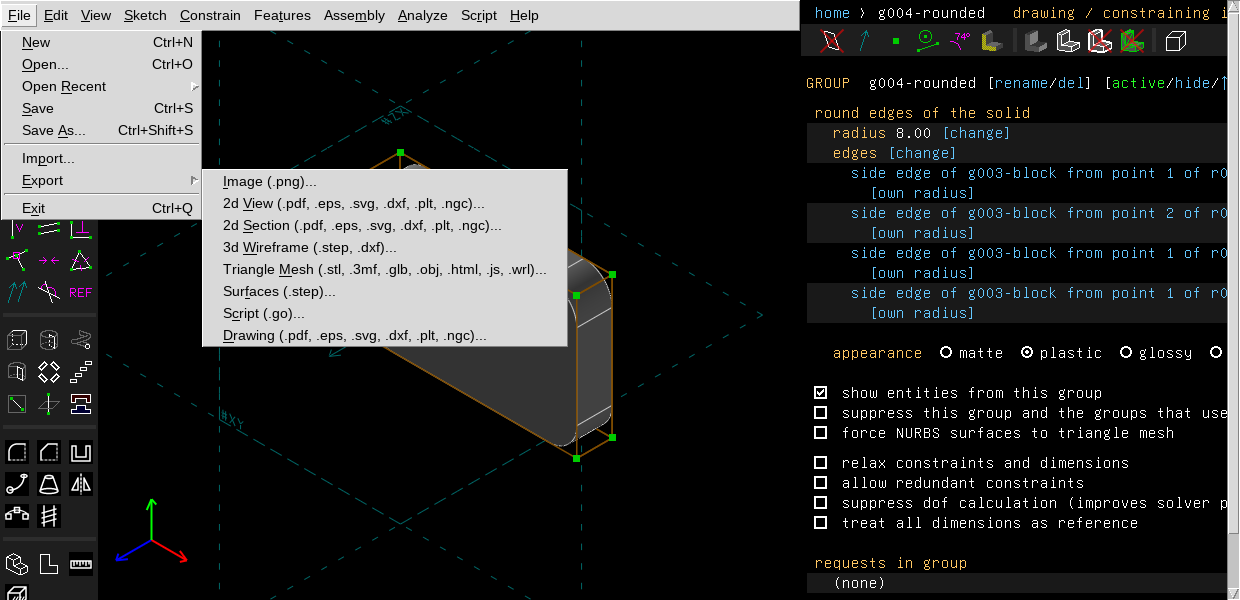 File Edit View Sketch Constrain Features Assembly Analyze Script Help
New Ctrl+N
Open... Ctrl+O
Open Recent
Save Ctrl+S
Save As... Ctrl+Shift+S
Import...
Export
Exit Ctrl+Q
Image (.png)...
2d View (.pdf, .eps, .svg, .dxf, .plt, .ngc)...
2d Section (.pdf, .eps, .svg, .dxf, .plt, .ngc)...
3d Wireframe (.step, .dxf)...
Triangle Mesh (.stl, .3mf, .glb, .obj, .html, .js, .wrl)...
Surfaces (.step)...
Script (.go)...
Drawing (.pdf, .eps, .svg, .dxf, .plt, .ngc)...
REF
#ZX
#XY
home > g004-rounded drawing / constraining i
74°
GROUP g004-rounded [rename/del] [active/hide/↑
round edges of the solid
radius 8.00 [change]
edges [change]
side edge of g003-block from point 1 of r0
[own radius]
side edge of g003-block from point 2 of r0
[own radius]
side edge of g003-block from point 1 of r0
[own radius]
side edge of g003-block from point 1 of r0
[own radius]
appearance matte plastic glossy
show entities from this group
suppress this group and the groups that use
force NURBS surfaces to triangle mesh
relax constraints and dimensions
allow redundant constraints
suppress dof calculation (improves solver p
treat all dimensions as reference
requests in group
(none)